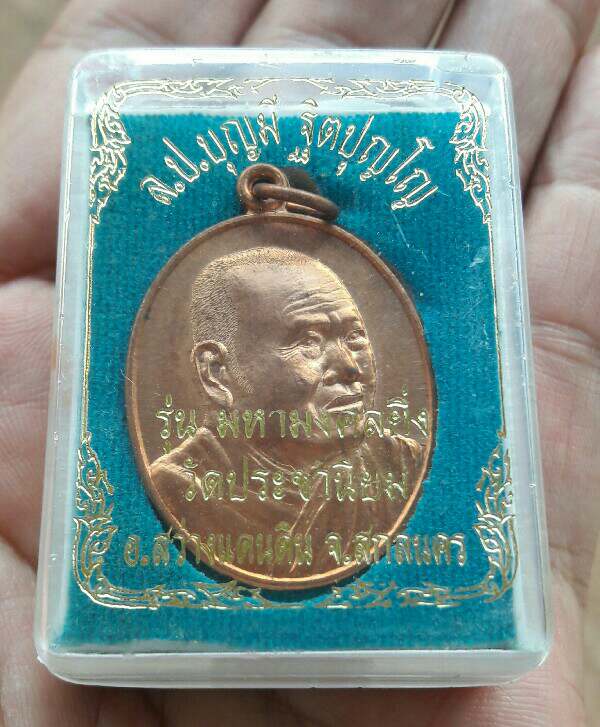 ล.ป.บุญมี ฐิตปุญโญ
รุ่น มหามงคลยิ่ง
วัดประชานิยม
อ.สว่างแดนดิน จ.สกลนคร